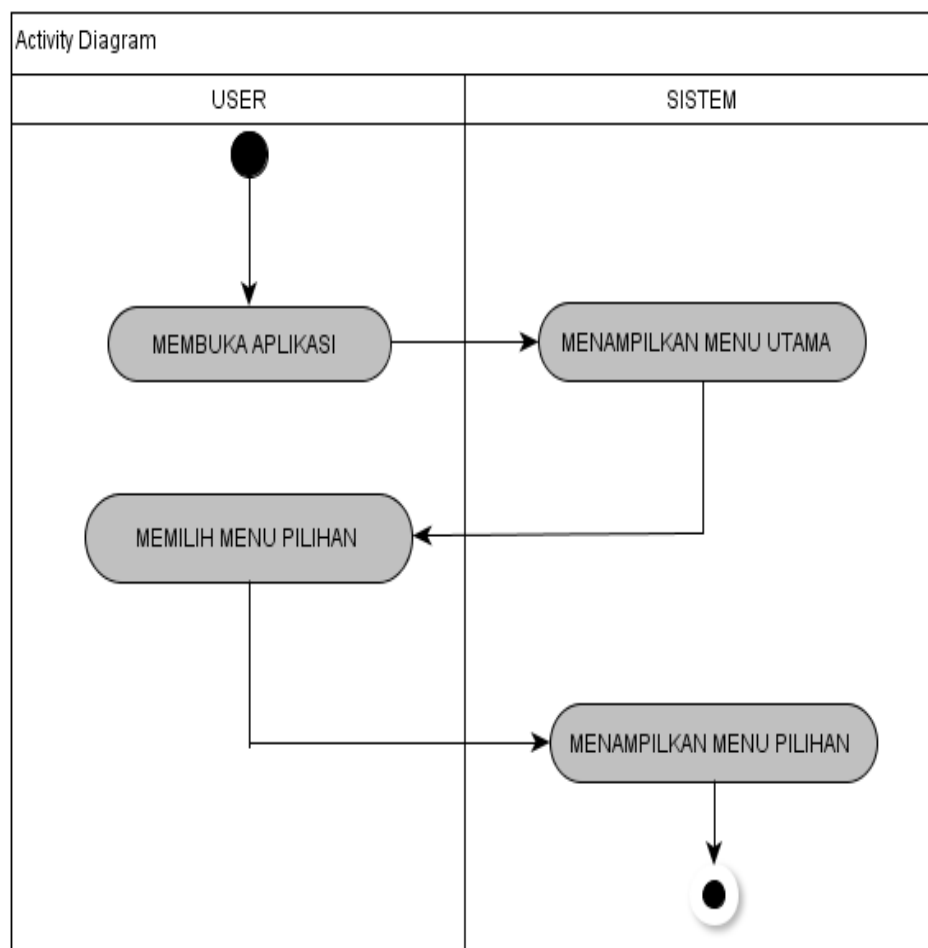 Activity Diagram
USER
SISTEM
MEMBUKA APLIKASI
MENAMPILKAN MENU UTAMA
MEMILIH MENU PILIHAN
MENAMPILKAN MENU PILIHAN